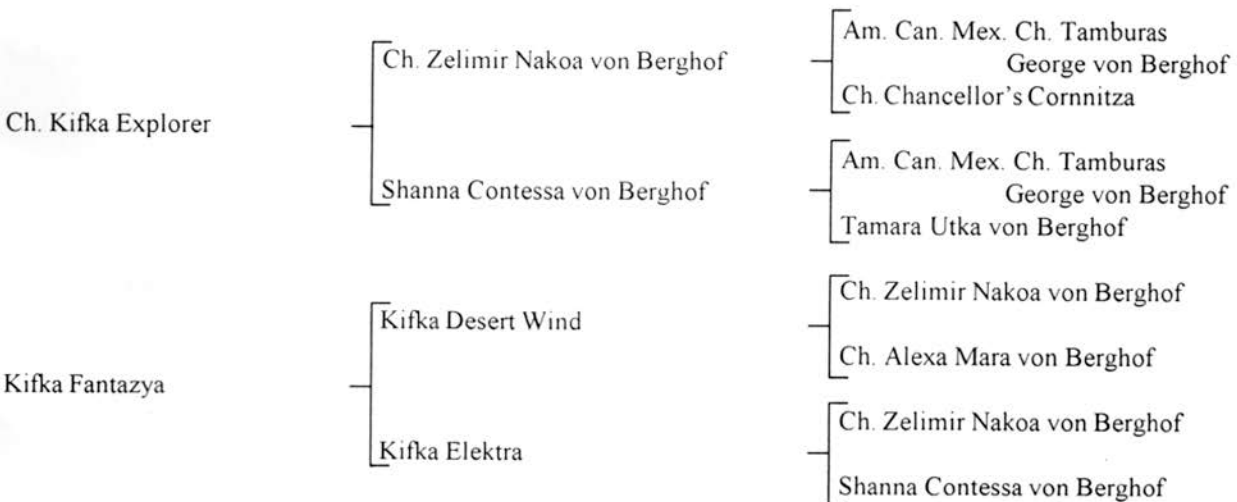 Am. Can. Mex. Ch. Tamburas
George von Berghof
Ch. Zelimir Nakoa von Berghof
Ch. Chancellor's Cornnitza
Ch. Kifka Explorer
Am. Can. Mex. Ch. Tamburas
George von Berghof
Shanna Contessa von Berghof
Tamara Utka von Berghof
Ch. Zelimir Nakoa von Berghof
Kifka Desert Wind
Ch. Alexa Mara von Berghof
Kifka Fantazya
Ch. Zelimir Nakoa von Berghof
Kifka Elektra
Shanna Contessa von Berghof